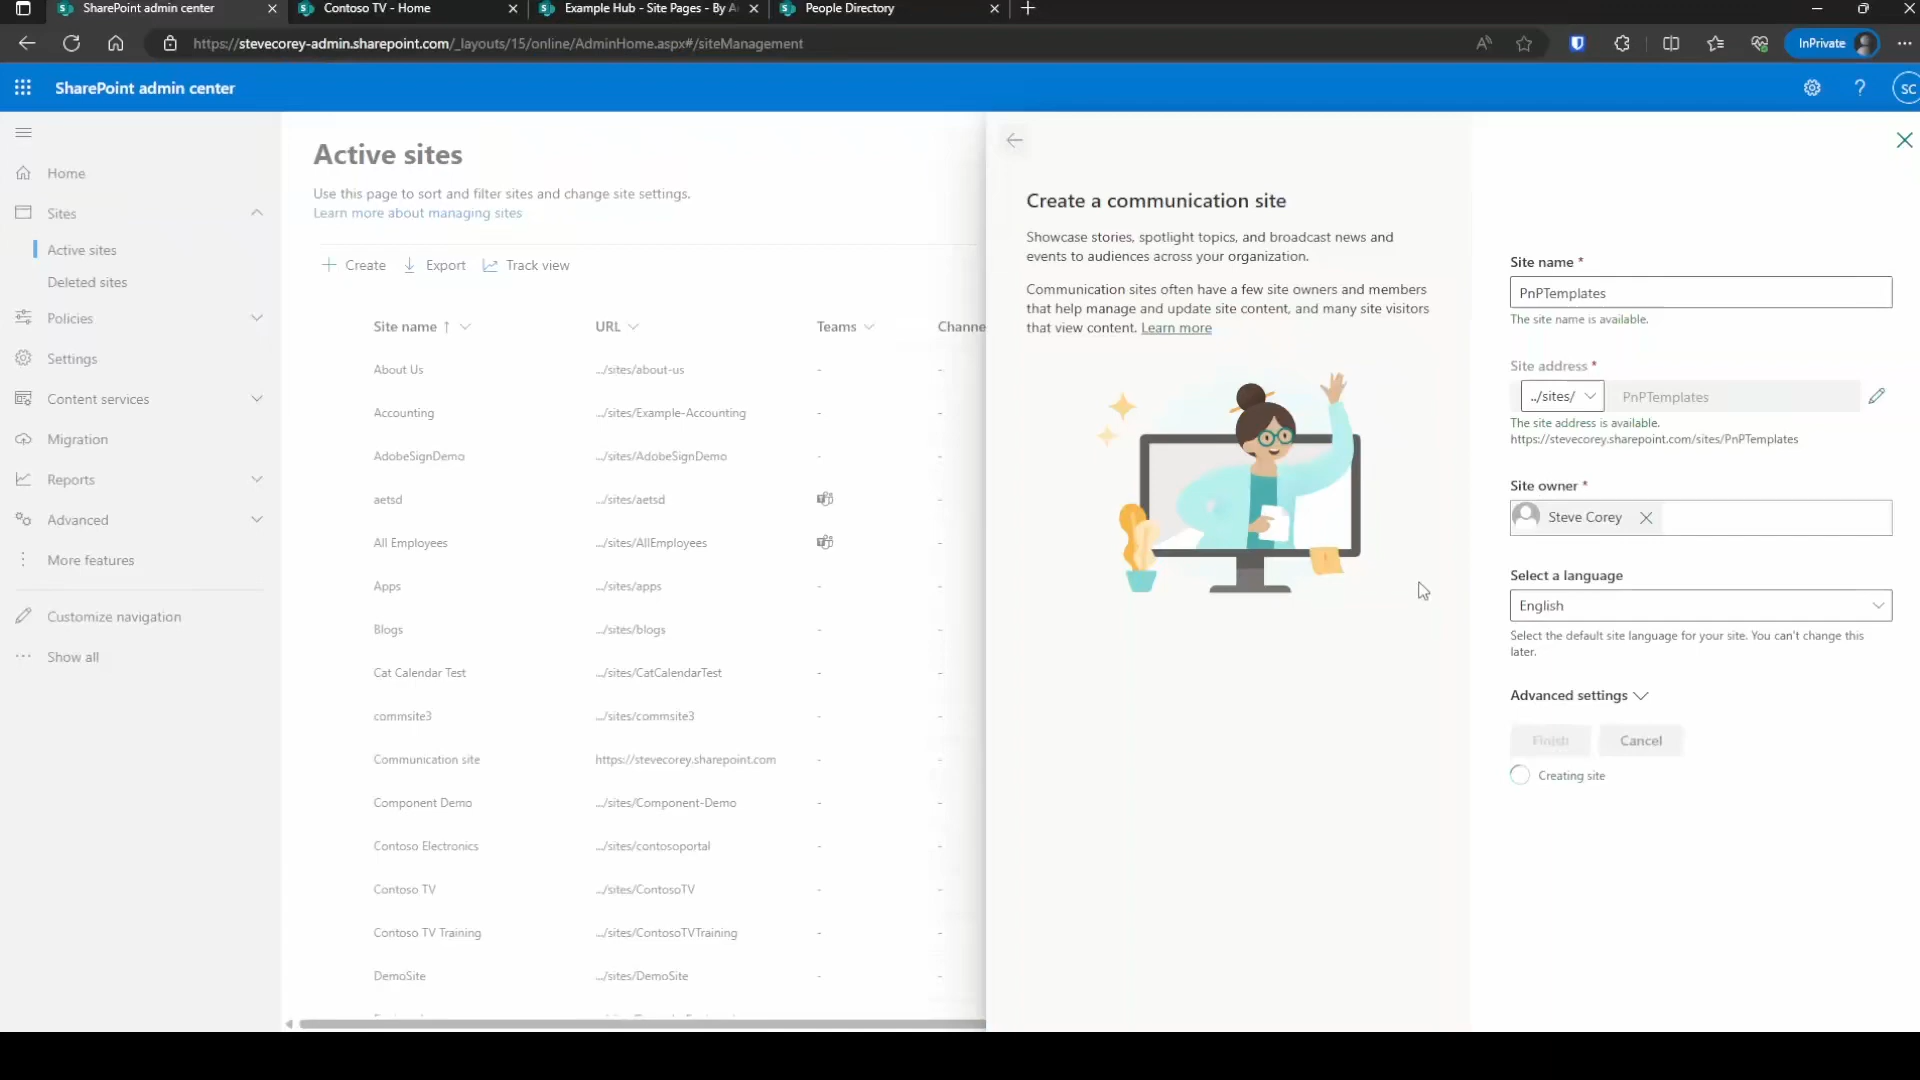 SharePoint admin center
Contoso TV - Home
Example Hub - Site Pages - By A
People Directory
https://stevecorey-admin.sharepoint.com/_layouts/15/online/AdminHome.aspx#/siteManagement
InPrivate
SharePoint admin center
SC
Home
Sites
Active sites
Deleted sites
Policies
Settings
Content services
Migration
Reports
Advanced
More features
Customize navigation
Show all
Active sites
Use this page to sort and filter sites and change site settings.
Learn more about managing sites
Create
Export
Track view
Site name ↑ URL Teams Channe
About Us .../sites/about-us - -
Accounting .../sites/Example-Accounting - -
AdobeSignDemo .../sites/AdobeSignDemo - -
aetsd .../sites/aetsd -
All Employees .../sites/AllEmployees -
Apps .../sites/apps - -
Blogs .../sites/blogs - -
Cat Calendar Test .../sites/CatCalendarTest - -
commsite3 .../sites/commsite3 - -
Communication site https://stevecorey.sharepoint.com - -
Component Demo .../sites/Component-Demo - -
Contoso Electronics .../sites/contosoportal - -
Contoso TV .../sites/ContosoTV - -
Contoso TV Training .../sites/ContosoTVTraining - -
DemoSite .../sites/DemoSite - -
Create a communication site
Showcase stories, spotlight topics, and broadcast news and
events to audiences across your organization.
Communication sites often have a few site owners and members
that help manage and update site content, and many site visitors
that view content. Learn more
Site name *
PnPTemplates
The site name is available.
Site address *
../sites/ PnPTemplates
The site address is available.
https://stevecorey.sharepoint.com/sites/PnPTemplates
Site owner *
Steve Corey
Select a language
English
Select the default site language for your site. You can't change this
later.
Advanced settings
Finish Cancel
Creating site